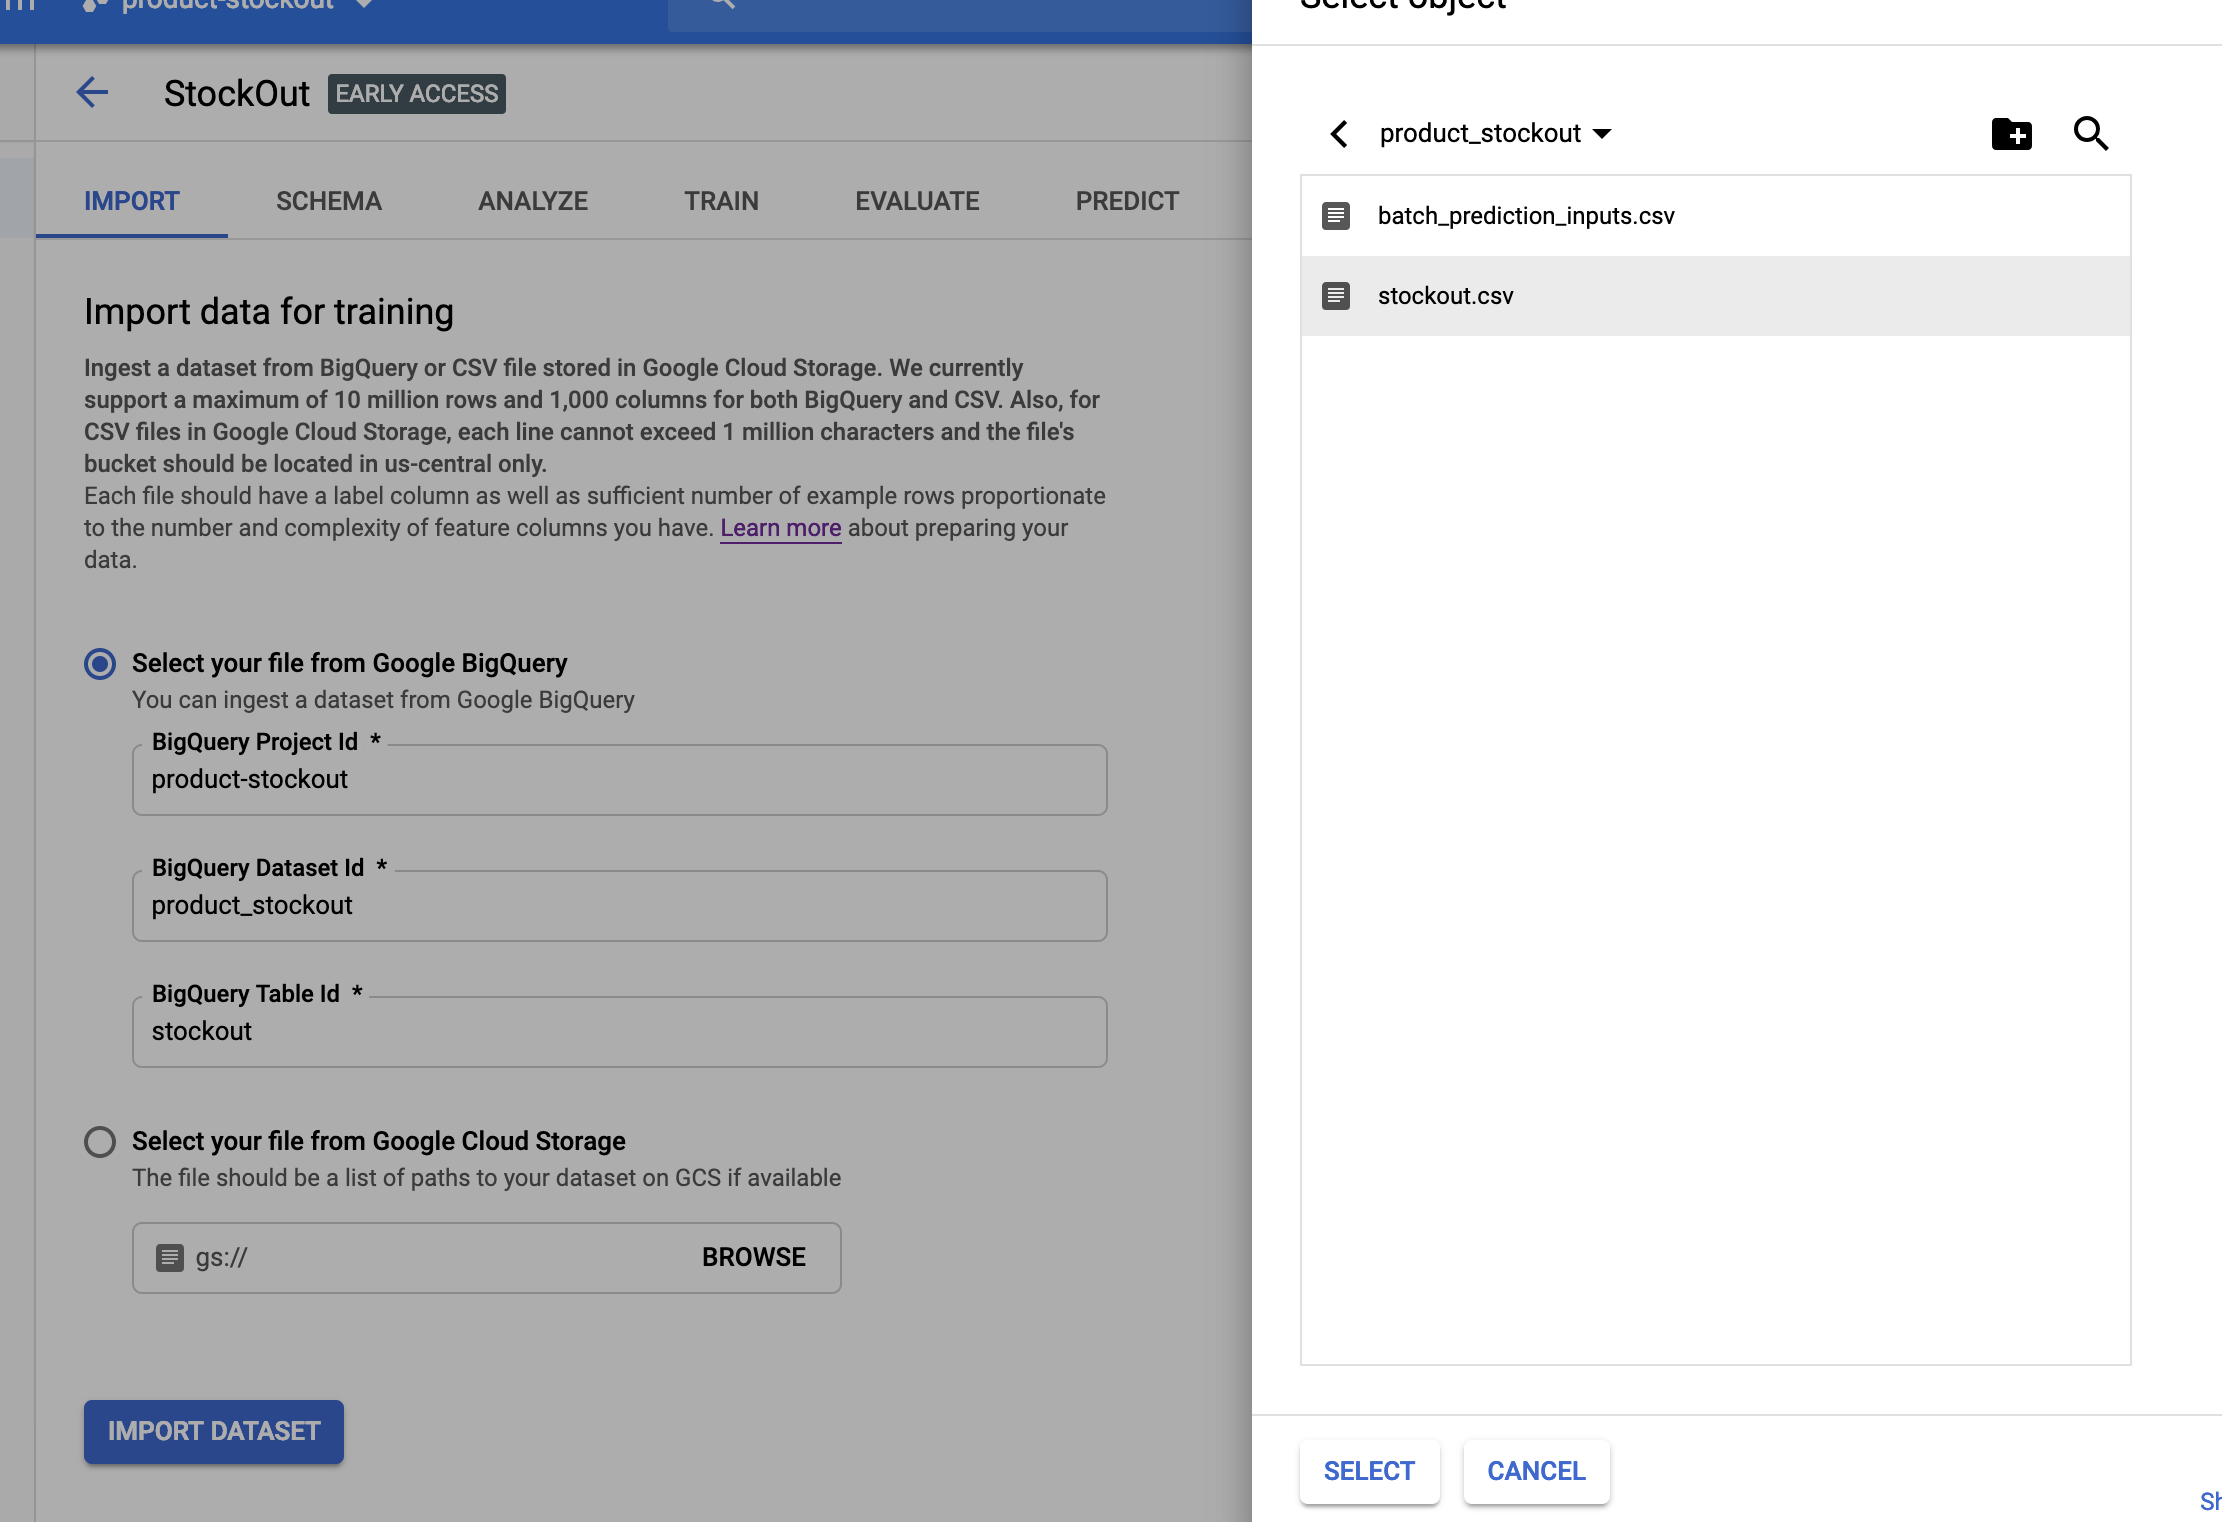 product-stockout
StockOut EARLY ACCESS
IMPORT SCHEMA ANALYZE TRAIN EVALUATE PREDICT
Import data for training
Ingest a dataset from BigQuery or CSV file stored in Google Cloud Storage. We currently
support a maximum of 10 million rows and 1,000 columns for both BigQuery and CSV. Also, for
CSV files in Google Cloud Storage, each line cannot exceed 1 million characters and the file's
bucket should be located in us-central only.
Each file should have a label column as well as sufficient number of example rows proportionate
to the number and complexity of feature columns you have. Learn more about preparing your
data.
Select your file from Google BigQuery
You can ingest a dataset from Google BigQuery
BigQuery Project Id *
product-stockout
BigQuery Dataset Id *
product_stockout
BigQuery Table Id *
stockout
Select your file from Google Cloud Storage
The file should be a list of paths to your dataset on GCS if available
gs:// BROWSE
IMPORT DATASET
Select object
product_stockout
batch_prediction_inputs.csv
stockout.csv
SELECT CANCEL
Sh